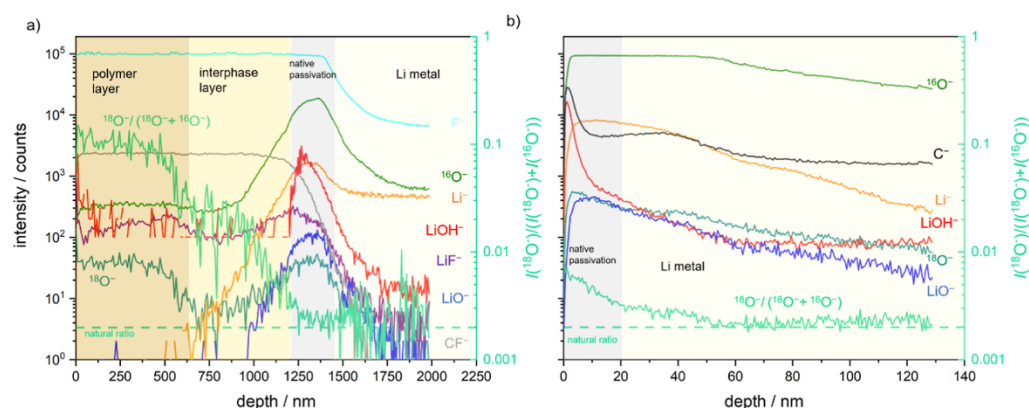 a)
b)
10⁵
10⁴
10³
10²
10¹
10⁰
intensity / counts
polymer
layer
interphase
layer
native
passivation
Li metal
¹⁸O⁻/ (¹⁸O⁻+ ¹⁶O⁻)
F⁻
¹⁶O⁻
Li⁻
LiOH⁻
LiF⁻
¹⁸O⁻
LiO⁻
CF⁻
natural ratio
0 250 500 750 1000 1250 1500 1750 2000 2250
depth / nm
1
0.1
0.01
0.001
I(¹⁸O⁻)/(I(¹⁸O⁻)+I(¹⁶O⁻))
¹⁶O⁻
C⁻
Li⁻
LiOH⁻
¹⁸O⁻
LiO⁻
native
passivation
Li metal
¹⁸O⁻/ (¹⁸O⁻+ ¹⁶O⁻)
natural ratio
0 20 40 60 80 100 120 140
depth / nm
1
0.1
0.01
0.001
I(¹⁸O⁻)/(I(¹⁸O⁻)+I(¹⁶O⁻))